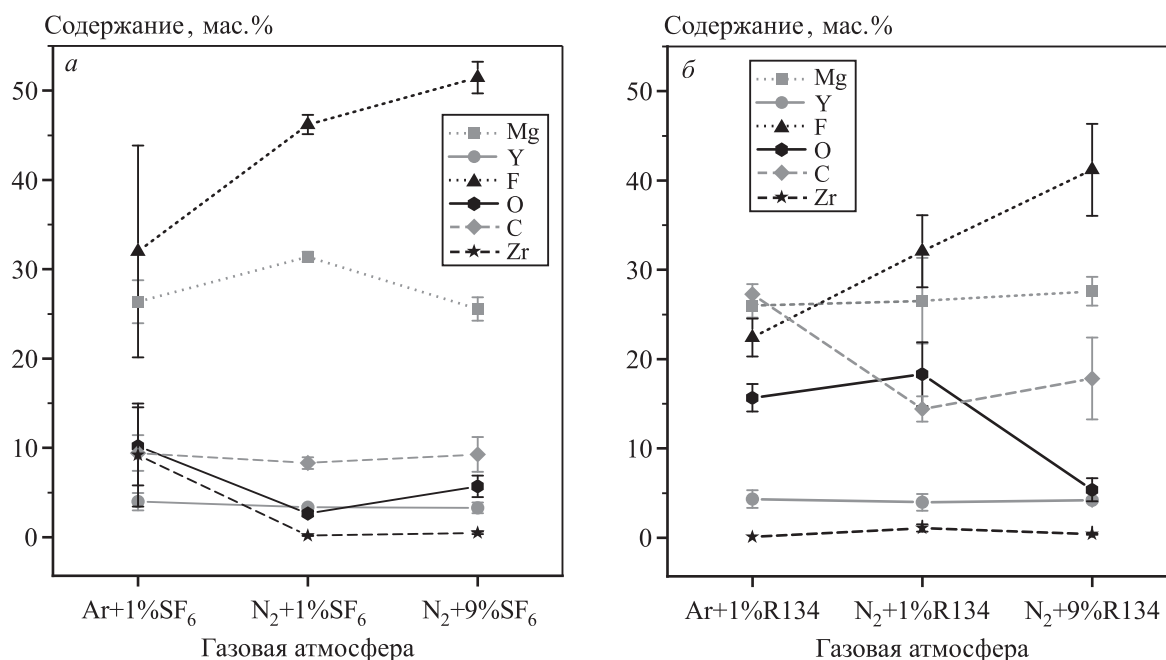 Содержание, мас.%
а
50
40
30
20
10
0
Mg
Y
F
O
C
Zr
Ar+1%SF₆
N₂+1%SF₆
N₂+9%SF₆
Газовая атмосфера
Содержание, мас.%
б
50
40
30
20
10
0
Mg
Y
F
O
C
Zr
Ar+1%R134
N₂+1%R134
N₂+9%R134
Газовая атмосфера